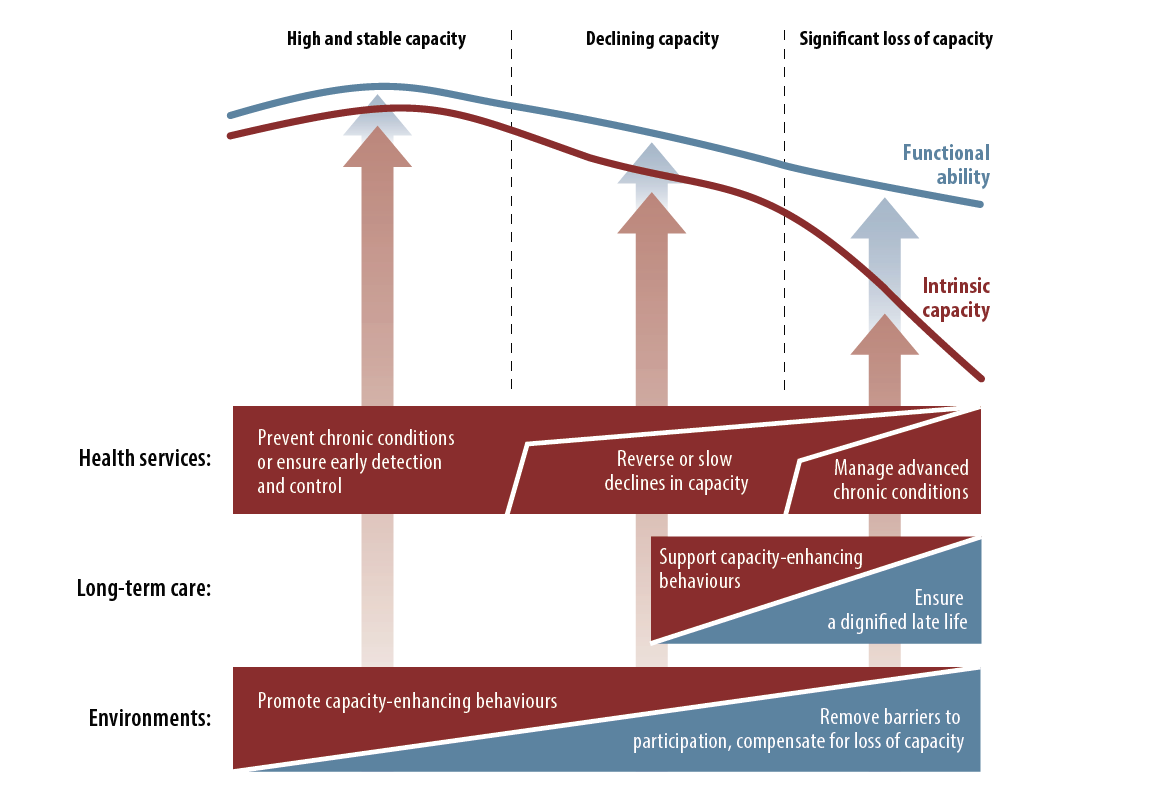 High and stable capacity
Declining capacity
Significant loss of capacity
Functional
ability
Intrinsic
capacity
Health services:
Prevent chronic conditions
or ensure early detection
and control
Reverse or slow
declines in capacity
Manage advanced
chronic conditions
Long-term care:
Support capacity-enhancing
behaviours
Ensure
a dignified late life
Environments:
Promote capacity-enhancing behaviours
Remove barriers to
participation, compensate for loss of capacity